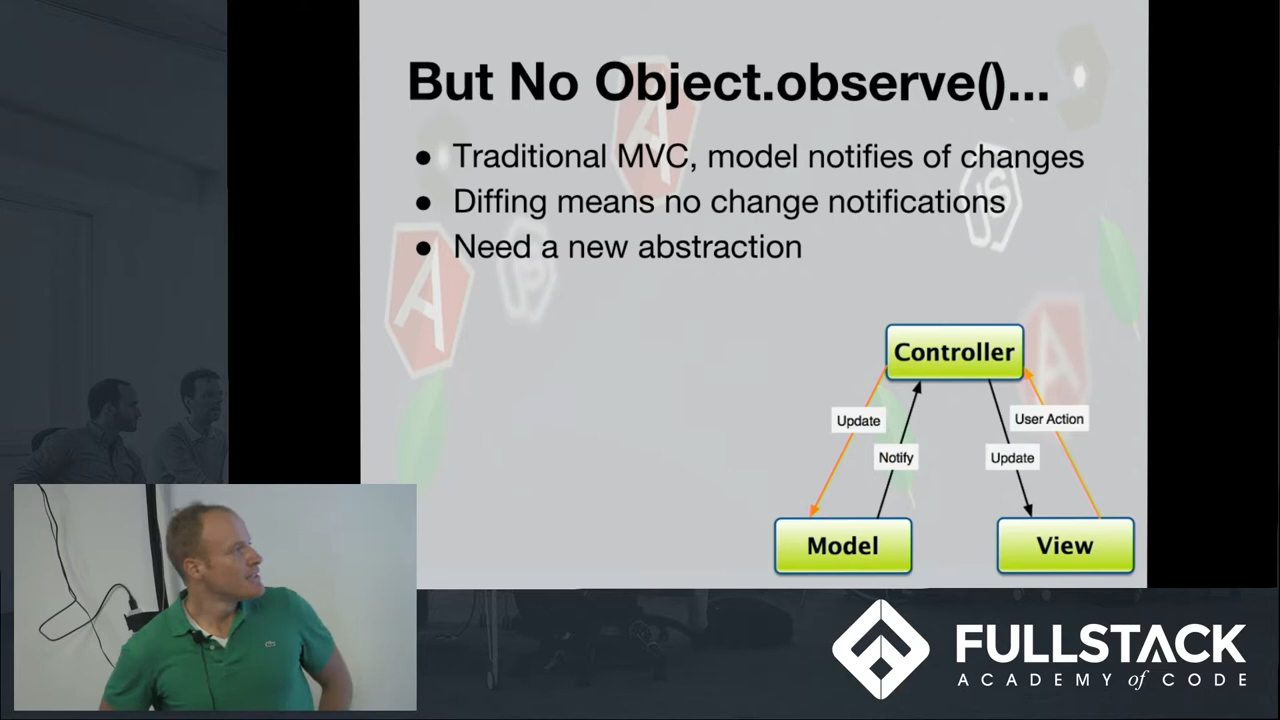 But No Object.observe()...
● Traditional MVC, model notifies of changes
● Diffing means no change notifications
● Need a new abstraction
Controller
Update
User Action
Notify
Update
Model
View
FULLSTACK
ACADEMY of CODE